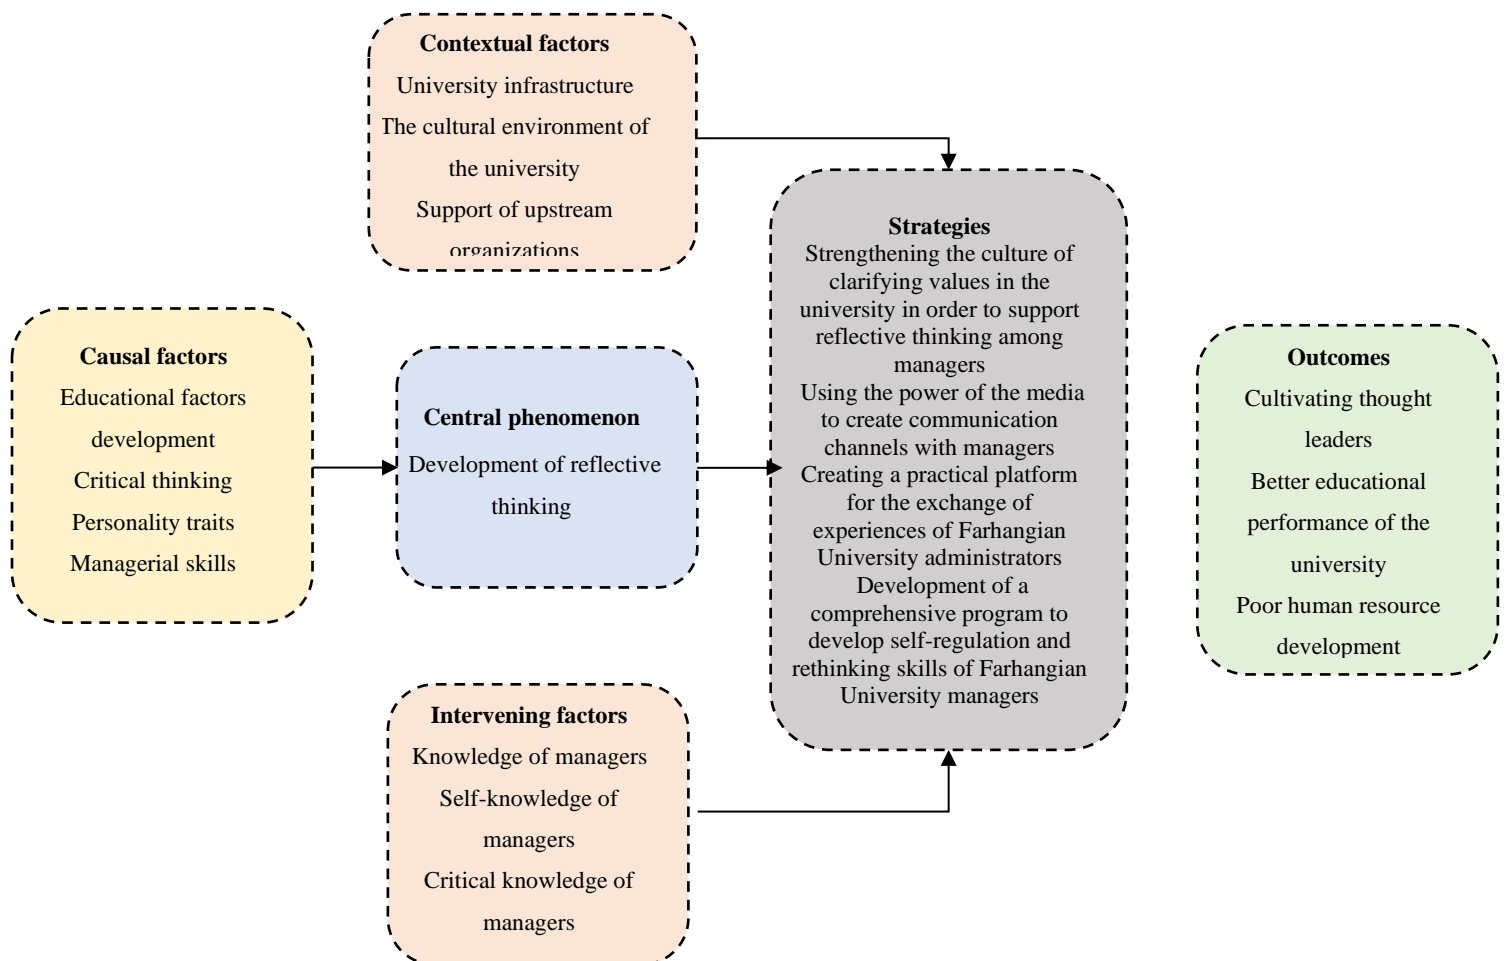 Contextual factors
University infrastructure
The cultural environment of
the university
Support of upstream
organizations
Causal factors
Educational factors
development
Critical thinking
Personality traits
Managerial skills
Central phenomenon
Development of reflective
thinking
Intervening factors
Knowledge of managers
Self-knowledge of
managers
Critical knowledge of
managers
Strategies
Strengthening the culture of
clarifying values in the
university in order to support
reflective thinking among
managers
Using the power of the media
to create communication
channels with managers
Creating a practical platform
for the exchange of
experiences of Farhangian
University administrators
Development of a
comprehensive program to
develop self-regulation and
rethinking skills of Farhangian
University managers
Outcomes
Cultivating thought
leaders
Better educational
performance of the
university
Poor human resource
development